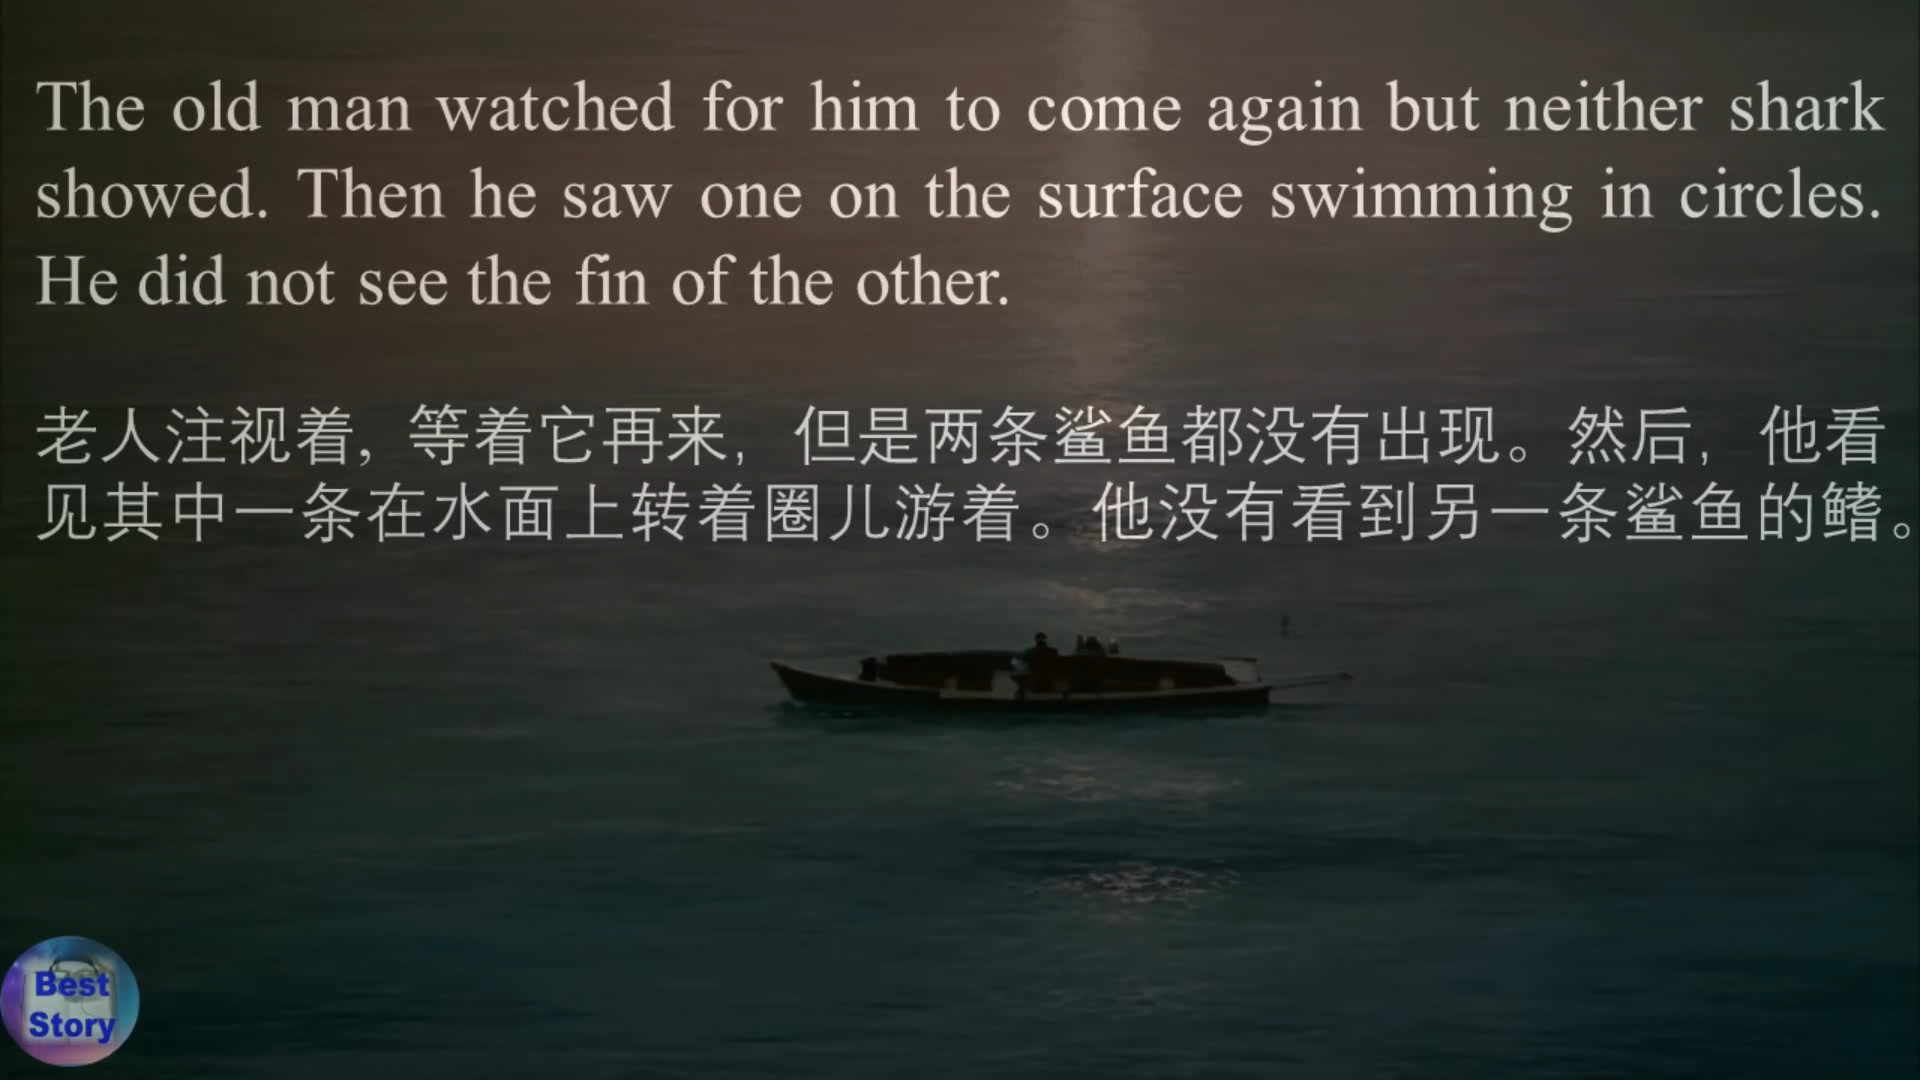 The old man watched for him to come again but neither shark
showed. Then he saw one on the surface swimming in circles.
He did not see the fin of the other.
老人注视着，等着它再来，但是两条鲨鱼都没有出现。然后，他看
见其中一条在水面上转着圈儿游着。他没有看到另一条鲨鱼的鳍。
Best
Story